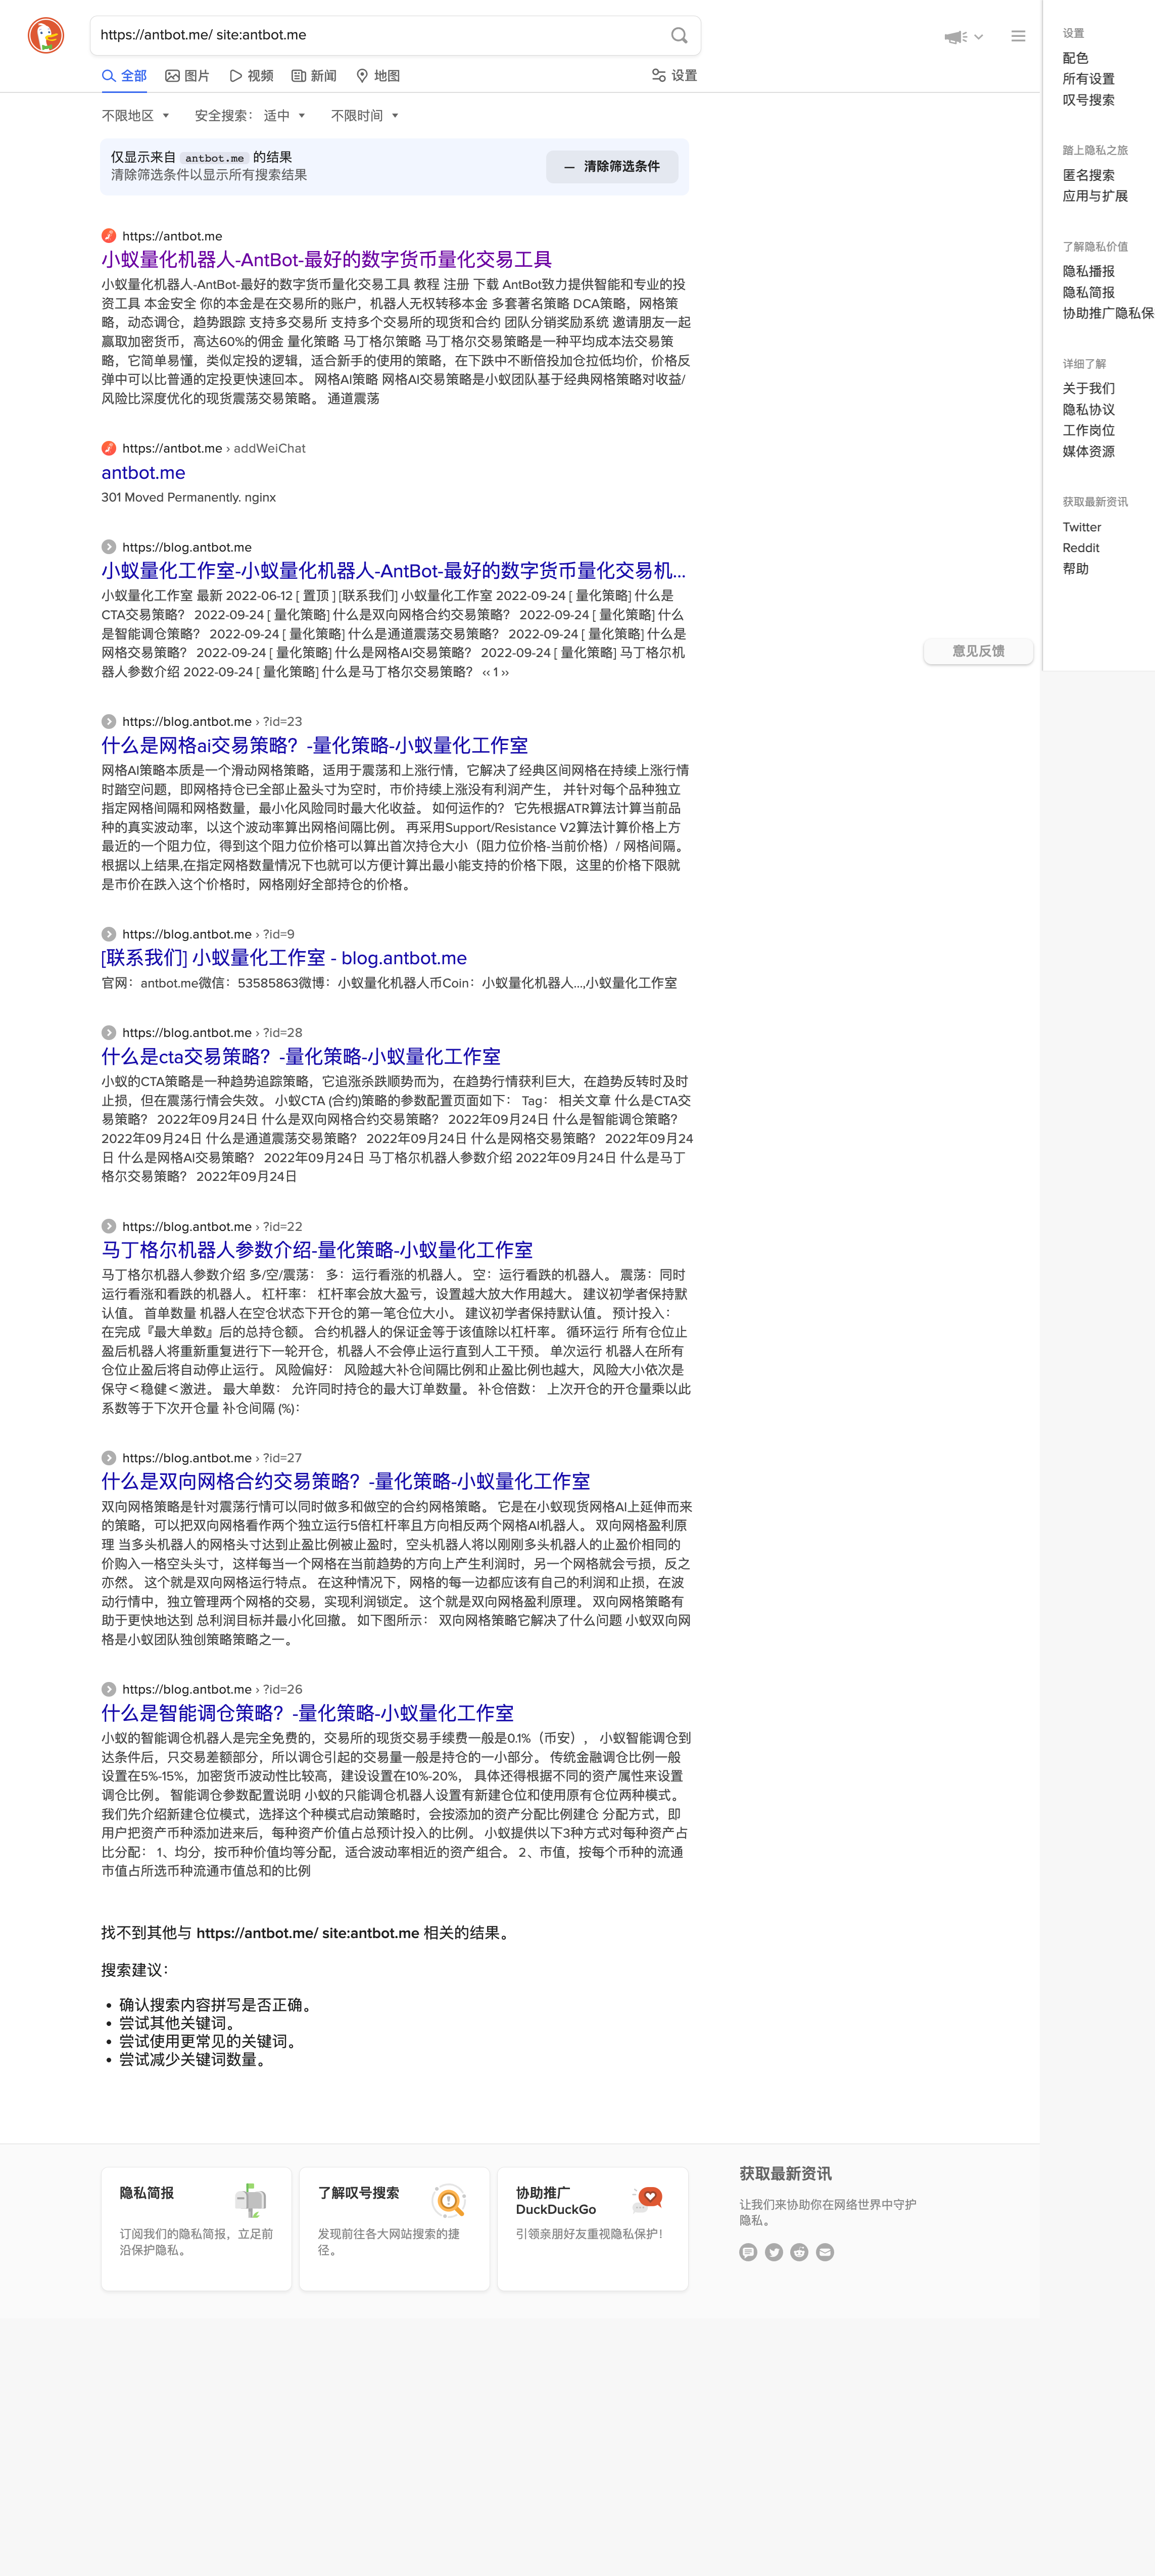 https://antbot.me/ site:antbot.me
全部 图片 视频 新闻 地图 设置
不限地区 安全搜索： 适中 不限时间
仅显示来自 antbot.me 的结果
清除筛选条件以显示所有搜索结果
清除筛选条件
https://antbot.me
小蚁量化机器人-AntBot-最好的数字货币量化交易工具
小蚁量化机器人-AntBot-最好的数字货币量化交易工具 教程 注册 下载 AntBot致力提供智能和专业的投
资工具 本金安全 你的本金是在交易所的账户，机器人无权转移本金 多套著名策略 DCA策略，网格策
略，动态调仓，趋势跟踪 支持多交易所 支持多个交易所的现货和合约 团队分销奖励系统 邀请朋友一起
赢取加密货币，高达60%的佣金 量化策略 马丁格尔策略 马丁格尔交易策略是一种平均成本法交易策
略，它简单易懂，类似定投的逻辑，适合新手的使用的策略，在下跌中不断倍投加仓拉低均价，价格反
弹中可以比普通的定投更快速回本。 网格AI策略 网格AI交易策略是小蚁团队基于经典网格策略对收益/
风险比深度优化的现货震荡交易策略。 通道震荡
https://antbot.me › addWeiChat
antbot.me
301 Moved Permanently. nginx
https://blog.antbot.me
小蚁量化工作室-小蚁量化机器人-AntBot-最好的数字货币量化交易机...
小蚁量化工作室 最新 2022-06-12 [ 置顶 ] [联系我们] 小蚁量化工作室 2022-09-24 [ 量化策略] 什么是
CTA交易策略？ 2022-09-24 [ 量化策略] 什么是双向网格合约交易策略？ 2022-09-24 [ 量化策略] 什么
是智能调仓策略？ 2022-09-24 [ 量化策略] 什么是通道震荡交易策略？ 2022-09-24 [ 量化策略] 什么是
网格交易策略？ 2022-09-24 [ 量化策略] 什么是网格AI交易策略？ 2022-09-24 [ 量化策略] 马丁格尔机
器人参数介绍 2022-09-24 [ 量化策略] 什么是马丁格尔交易策略？ ‹‹ 1 ››
https://blog.antbot.me › ?id=23
什么是网格ai交易策略？-量化策略-小蚁量化工作室
网格AI策略本质是一个滑动网格策略，适用于震荡和上涨行情，它解决了经典区间网格在持续上涨行情
时踏空问题，即网格持仓已全部止盈头寸为空时，市价持续上涨没有利润产生， 并针对每个品种独立
指定网格间隔和网格数量，最小化风险同时最大化收益。 如何运作的？ 它先根据ATR算法计算当前品
种的真实波动率，以这个波动率算出网格间隔比例。 再采用Support/Resistance V2算法计算价格上方
最近的一个阻力位，得到这个阻力位价格可以算出首次持仓大小（阻力位价格-当前价格）/ 网格间隔。
根据以上结果,在指定网格数量情况下也就可以方便计算出最小能支持的价格下限，这里的价格下限就
是市价在跌入这个价格时，网格刚好全部持仓的价格。
https://blog.antbot.me › ?id=9
[联系我们] 小蚁量化工作室 - blog.antbot.me
官网：antbot.me微信：53585863微博：小蚁量化机器人币Coin：小蚁量化机器人...,小蚁量化工作室
https://blog.antbot.me › ?id=28
什么是cta交易策略？-量化策略-小蚁量化工作室
小蚁的CTA策略是一种趋势追踪策略，它追涨杀跌顺势而为，在趋势行情获利巨大，在趋势反转时及时
止损，但在震荡行情会失效。 小蚁CTA (合约)策略的参数配置页面如下： Tag： 相关文章 什么是CTA交
易策略？ 2022年09月24日 什么是双向网格合约交易策略？ 2022年09月24日 什么是智能调仓策略？
2022年09月24日 什么是通道震荡交易策略？ 2022年09月24日 什么是网格交易策略？ 2022年09月24
日 什么是网格AI交易策略？ 2022年09月24日 马丁格尔机器人参数介绍 2022年09月24日 什么是马丁
格尔交易策略？ 2022年09月24日
https://blog.antbot.me › ?id=22
马丁格尔机器人参数介绍-量化策略-小蚁量化工作室
马丁格尔机器人参数介绍 多/空/震荡： 多：运行看涨的机器人。 空：运行看跌的机器人。 震荡：同时
运行看涨和看跌的机器人。 杠杆率： 杠杆率会放大盈亏，设置越大放大作用越大。 建议初学者保持默
认值。 首单数量 机器人在空仓状态下开仓的第一笔仓位大小。 建议初学者保持默认值。 预计投入：
在完成『最大单数』后的总持仓额。 合约机器人的保证金等于该值除以杠杆率。 循环运行 所有仓位止
盈后机器人将重新重复进行下一轮开仓，机器人不会停止运行直到人工干预。 单次运行 机器人在所有
仓位止盈后将自动停止运行。 风险偏好： 风险越大补仓间隔比例和止盈比例也越大，风险大小依次是
保守＜稳健＜激进。 最大单数： 允许同时持仓的最大订单数量。 补仓倍数： 上次开仓的开仓量乘以此
系数等于下次开仓量 补仓间隔 (%)：
https://blog.antbot.me › ?id=27
什么是双向网格合约交易策略？-量化策略-小蚁量化工作室
双向网格策略是针对震荡行情可以同时做多和做空的合约网格策略。 它是在小蚁现货网格AI上延伸而来
的策略，可以把双向网格看作两个独立运行5倍杠杆率且方向相反两个网格AI机器人。 双向网格盈利原
理 当多头机器人的网格头寸达到止盈比例被止盈时，空头机器人将以刚刚多头机器人的止盈价相同的
价购入一格空头头寸，这样每当一个网格在当前趋势的方向上产生利润时，另一个网格就会亏损，反之
亦然。 这个就是双向网格运行特点。 在这种情况下，网格的每一边都应该有自己的利润和止损，在波
动行情中，独立管理两个网格的交易，实现利润锁定。 这个就是双向网格盈利原理。 双向网格策略有
助于更快地达到 总利润目标并最小化回撤。 如下图所示： 双向网格策略它解决了什么问题 小蚁双向网
格是小蚁团队独创策略策略之一。
https://blog.antbot.me › ?id=26
什么是智能调仓策略？-量化策略-小蚁量化工作室
小蚁的智能调仓机器人是完全免费的，交易所的现货交易手续费一般是0.1%（币安）， 小蚁智能调仓到
达条件后，只交易差额部分，所以调仓引起的交易量一般是持仓的一小部分。 传统金融调仓比例一般
设置在5%-15%，加密货币波动性比较高，建设设置在10%-20%， 具体还得根据不同的资产属性来设置
调仓比例。 智能调仓参数配置说明 小蚁的只能调仓机器人设置有新建仓位和使用原有仓位两种模式。
我们先介绍新建仓位模式，选择这个种模式启动策略时，会按添加的资产分配比例建仓 分配方式，即
用户把资产币种添加进来后，每种资产价值占总预计投入的比例。 小蚁提供以下3种方式对每种资产占
比分配： 1、均分，按币种价值均等分配，适合波动率相近的资产组合。 2、市值，按每个币种的流通
市值占所选币种流通市值总和的比例
找不到其他与 https://antbot.me/ site:antbot.me 相关的结果。
搜索建议：
• 确认搜索内容拼写是否正确。
• 尝试其他关键词。
• 尝试使用更常见的关键词。
• 尝试减少关键词数量。
隐私简报
订阅我们的隐私简报，立足前
沿保护隐私。
了解叹号搜索
发现前往各大网站搜索的捷
径。
协助推广
DuckDuckGo
引领亲朋好友重视隐私保护！
获取最新资讯
让我们来协助你在网络世界中守护
隐私。
意见反馈
设置
配色
所有设置
叹号搜索
踏上隐私之旅
匿名搜索
应用与扩展
了解隐私价值
隐私播报
隐私简报
协助推广隐私保
详细了解
关于我们
隐私协议
工作岗位
媒体资源
获取最新资讯
Twitter
Reddit
帮助